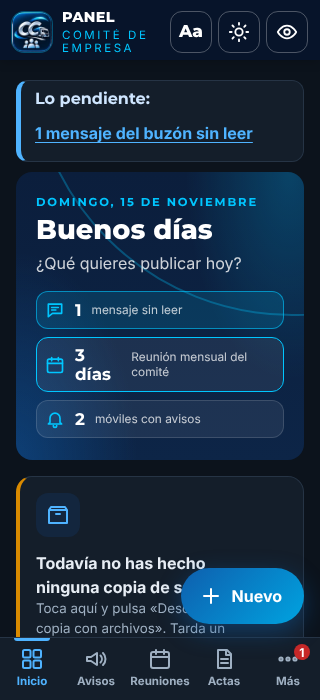 CC
PANEL
COMITÉ DE
EMPRESA
Aa
Lo pendiente:
1 mensaje del buzón sin leer
DOMINGO, 15 DE NOVIEMBRE
Buenos días
¿Qué quieres publicar hoy?
1 mensaje sin leer
3 días Reunión mensual del comité
2 móviles con avisos
Todavía no has hecho
ninguna copia de
Toca aquí y pulsa
copia con archivos». Tarda un
Nuevo
1
Inicio
Avisos
Reuniones
Actas
Más